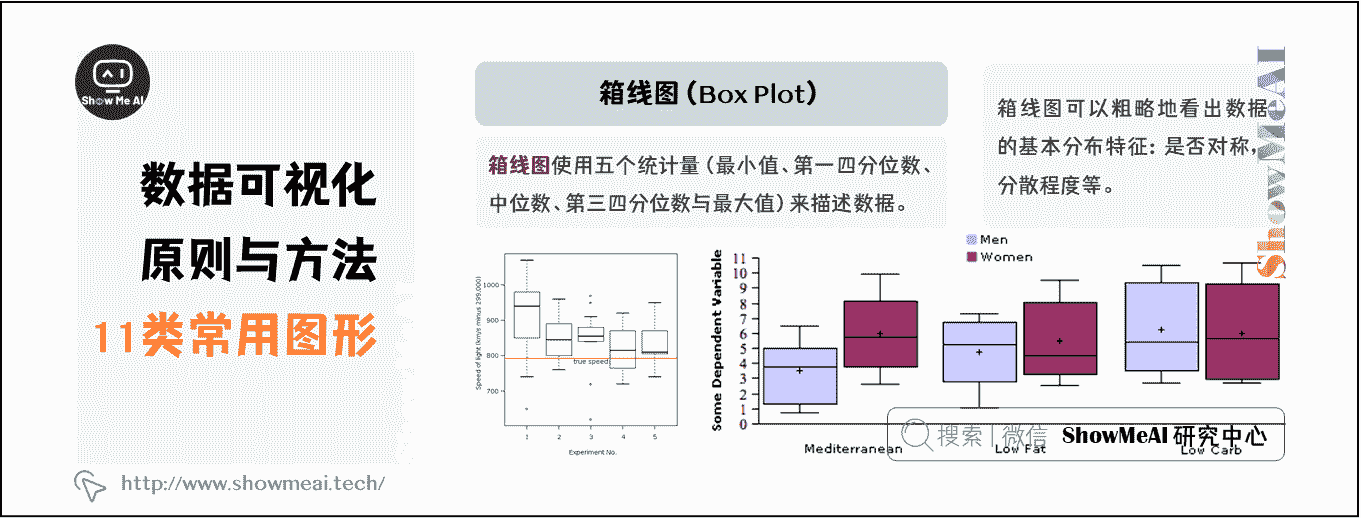 Show Me AI
数据可视化
原则与方法
11类常用图形
http://www.showmeai.tech/
箱线图（Box Plot）
箱线图使用五个统计量（最小值、第一四分位数、
中位数、第三四分位数与最大值）来描述数据。
箱线图可以粗略地看出数据
的基本分布特征：是否对称，
分散程度等。
ShowMeAI
Speed of light (km/s minus 299,000)
1000
900
800
700
true speed
1 2 3 4 5
Experiment No.
Men
Women
Some Dependent Variable
11
10
9
8
7
6
5
4
3
2
1
0
Mediterranean Low Fat Low Carb
搜索 | 微信 ShowMeAI 研究中心